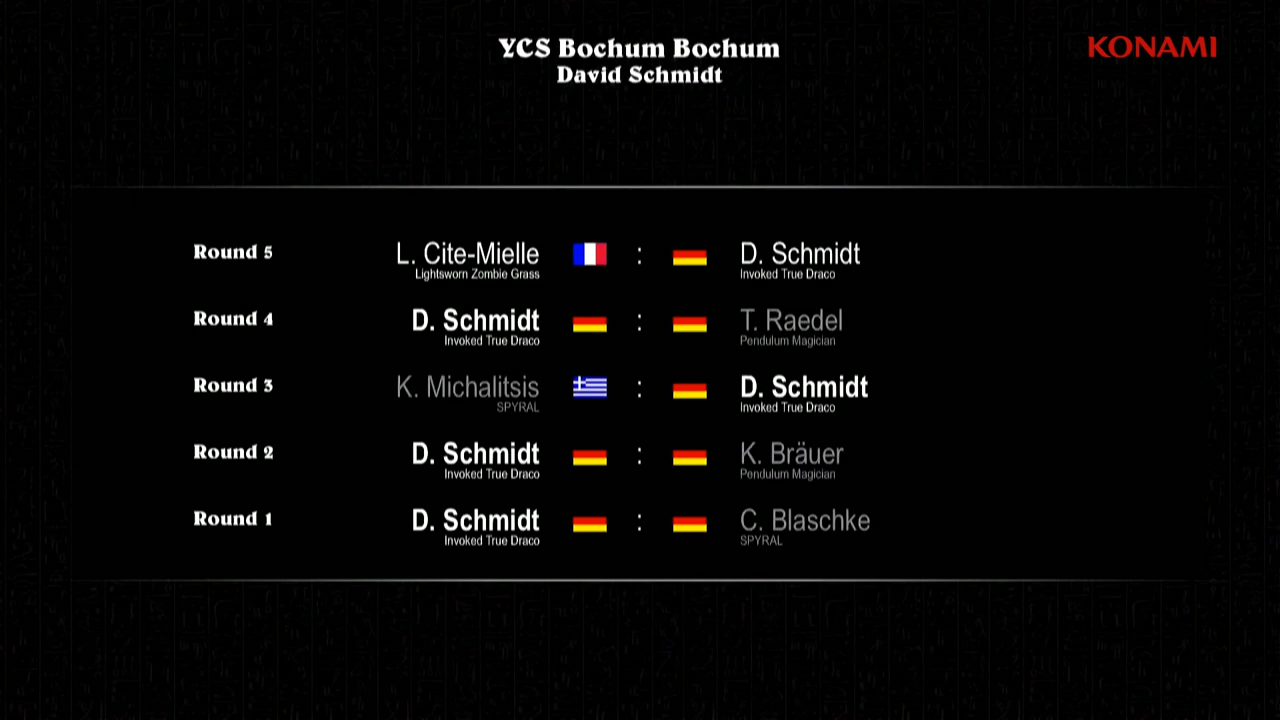 YCS Bochum Bochum
KONAMI
David Schmidt
Round 5
L. Cite-Mielle : D. Schmidt
Lightsworn Zombie Grass Invoked True Draco
Round 4
D. Schmidt : T. Raedel
Invoked True Draco Pendulum Magician
Round 3
K. Michalitsis : D. Schmidt
SPYRAL Invoked True Draco
Round 2
D. Schmidt : K. Bräuer
Invoked True Draco Pendulum Magician
Round 1
D. Schmidt : C. Blaschke
Invoked True Draco SPYRAL